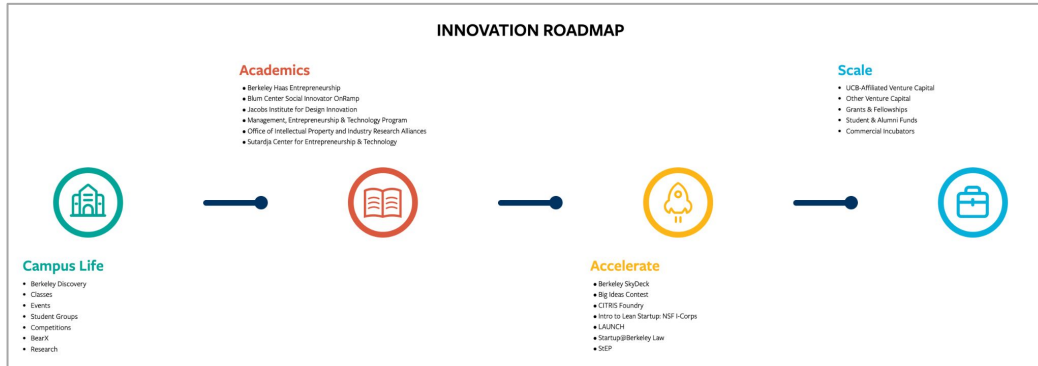 INNOVATION ROADMAP
Campus Life
• Berkeley Discovery
• Classes
• Events
• Student Groups
• Competitions
• BearX
• Research
Academics
• Berkeley Haas Entrepreneurship
• Blum Center Social Innovator OnRamp
• Jacobs Institute for Design Innovation
• Management, Entrepreneurship & Technology Program
• Office of Intellectual Property and Industry Research Alliances
• Sutardja Center for Entrepreneurship & Technology
Accelerate
• Berkeley SkyDeck
• Big Ideas Contest
• CITRIS Foundry
• Intro to Lean Startup: NSF I-Corps
• LAUNCH
• Startup@Berkeley Law
• StEP
Scale
• UCB-Affiliated Venture Capital
• Other Venture Capital
• Grants & Fellowships
• Student & Alumni Funds
• Commercial Incubators